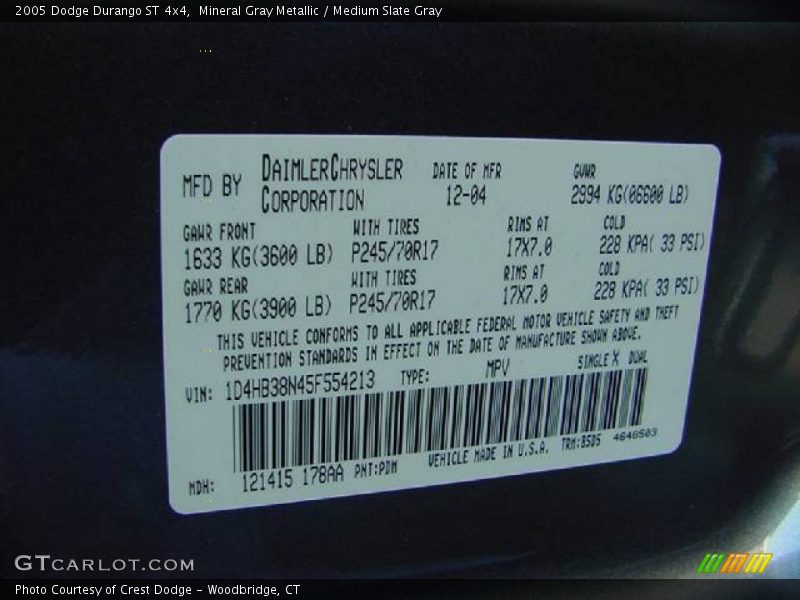 2005 Dodge Durango ST 4x4,  Mineral Gray Metallic / Medium Slate Gray
MFD BY DAIMLERCHRYSLER CORPORATION DATE OF MFR 12-04 GVWR 2994 KG(06600 LB)
GAWR FRONT WITH TIRES RIMS AT COLD
1633 KG(3600 LB) P245/70R17 17X7.0 228 KPA( 33 PSI)
GAWR REAR WITH TIRES RIMS AT COLD
1770 KG(3900 LB) P245/70R17 17X7.0 228 KPA( 33 PSI)
THIS VEHICLE CONFORMS TO ALL APPLICABLE FEDERAL MOTOR VEHICLE SAFETY AND THEFT
PREVENTION STANDARDS IN EFFECT ON THE DATE OF MANUFACTURE SHOWN ABOVE.
VIN: 1D4HB38N45F554213 TYPE: MPV SINGLE X DUAL
MDH: 121415 178AA PNT:PDM VEHICLE MADE IN U.S.A. TRM:B5D5 4648503
GTCARLOT.COM
Photo Courtesy of Crest Dodge - Woodbridge, CT